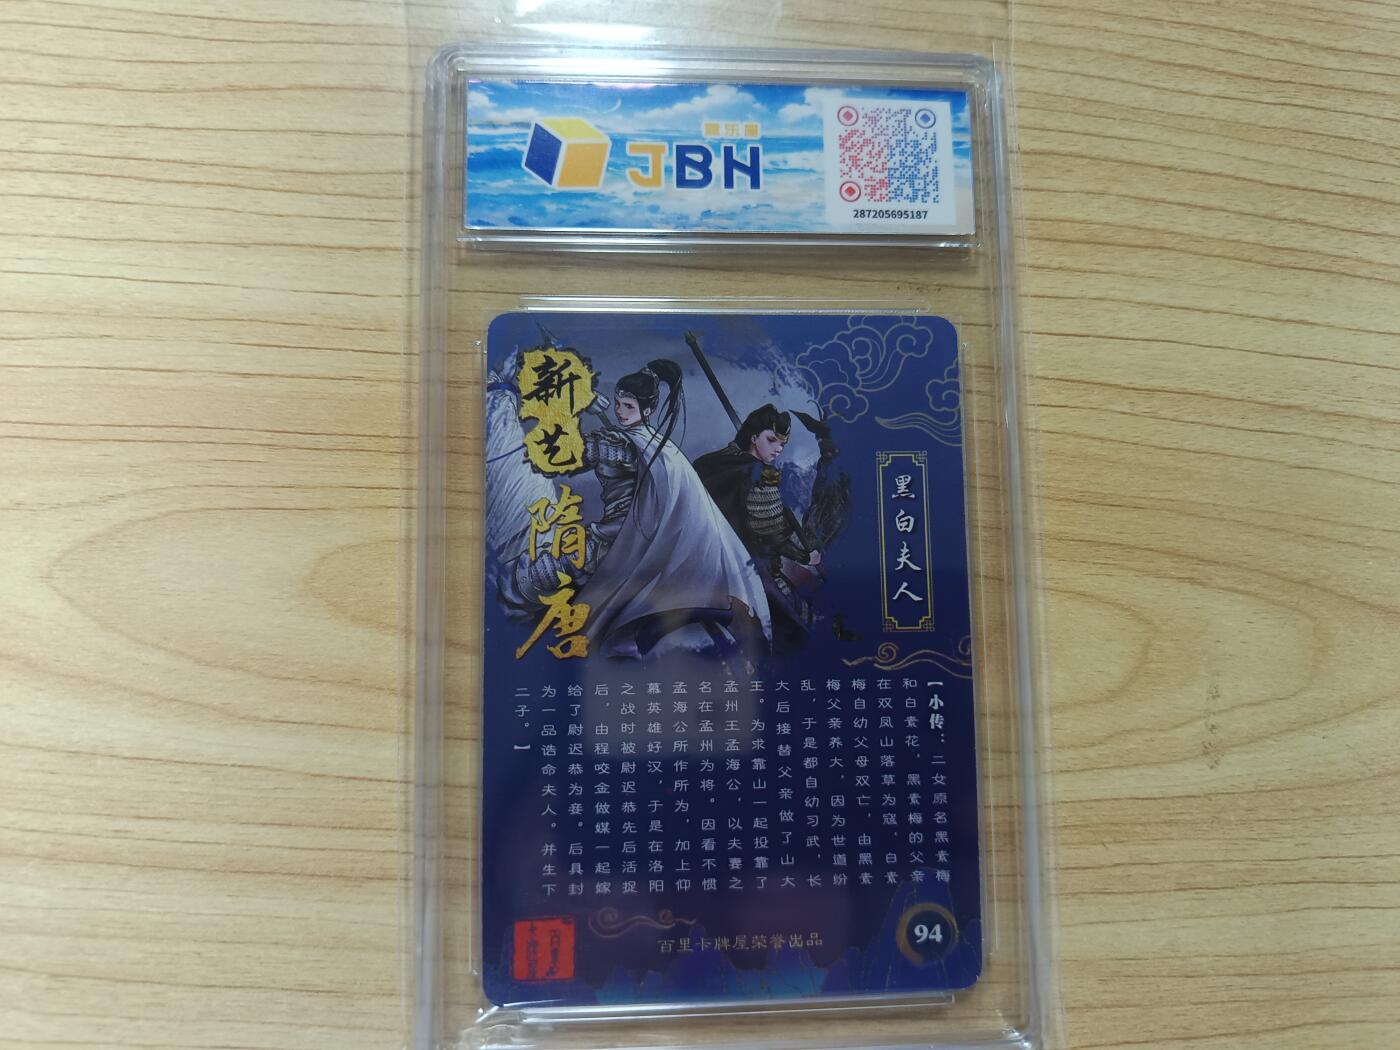 JBH
287205695187
新艺隋唐
黑白夫人
【小传：二女原名黑素梅
和白素花，黑素梅的父亲
在双凤山落草为寇，白素
梅自幼父母双亡，由黑素
梅父亲养大，因为世道纷
乱，于是都自幼习武，长
大后接替父亲做了山大
王。为求靠山一起投靠了
孟州王孟海公，以夫妻之
名在孟州为将。因看不惯
孟海公所作所为，加上仰
慕英雄好汉，于是在洛阳
之战时被尉迟恭先后活捉
后，由程咬金做媒一起嫁
给了尉迟恭为妾。后具封
为一品诰命夫人。并生下
二子。】
百里卡牌屋荣誉出品
94